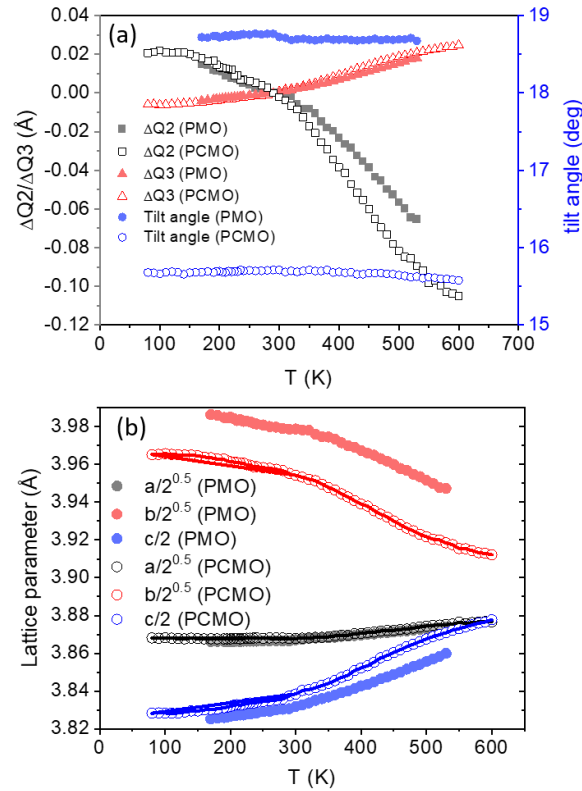 (a)
0.04
0.02
0.00
-0.02
-0.04
-0.06
-0.08
-0.10
-0.12
ΔQ2/ΔQ3 (Å)
ΔQ2 (PMO)
ΔQ2 (PCMO)
ΔQ3 (PMO)
ΔQ3 (PCMO)
Tilt angle (PMO)
Tilt angle (PCMO)
19
18
17
16
15
tilt angle (deg)
0 100 200 300 400 500 600 700
T (K)
(b)
3.98
3.96
3.94
3.92
3.90
3.88
3.86
3.84
3.82
Lattice parameter (Å)
a/2^0.5 (PMO)
b/2^0.5 (PMO)
c/2 (PMO)
a/2^0.5 (PCMO)
b/2^0.5 (PCMO)
c/2 (PCMO)
0 100 200 300 400 500 600
T (K)